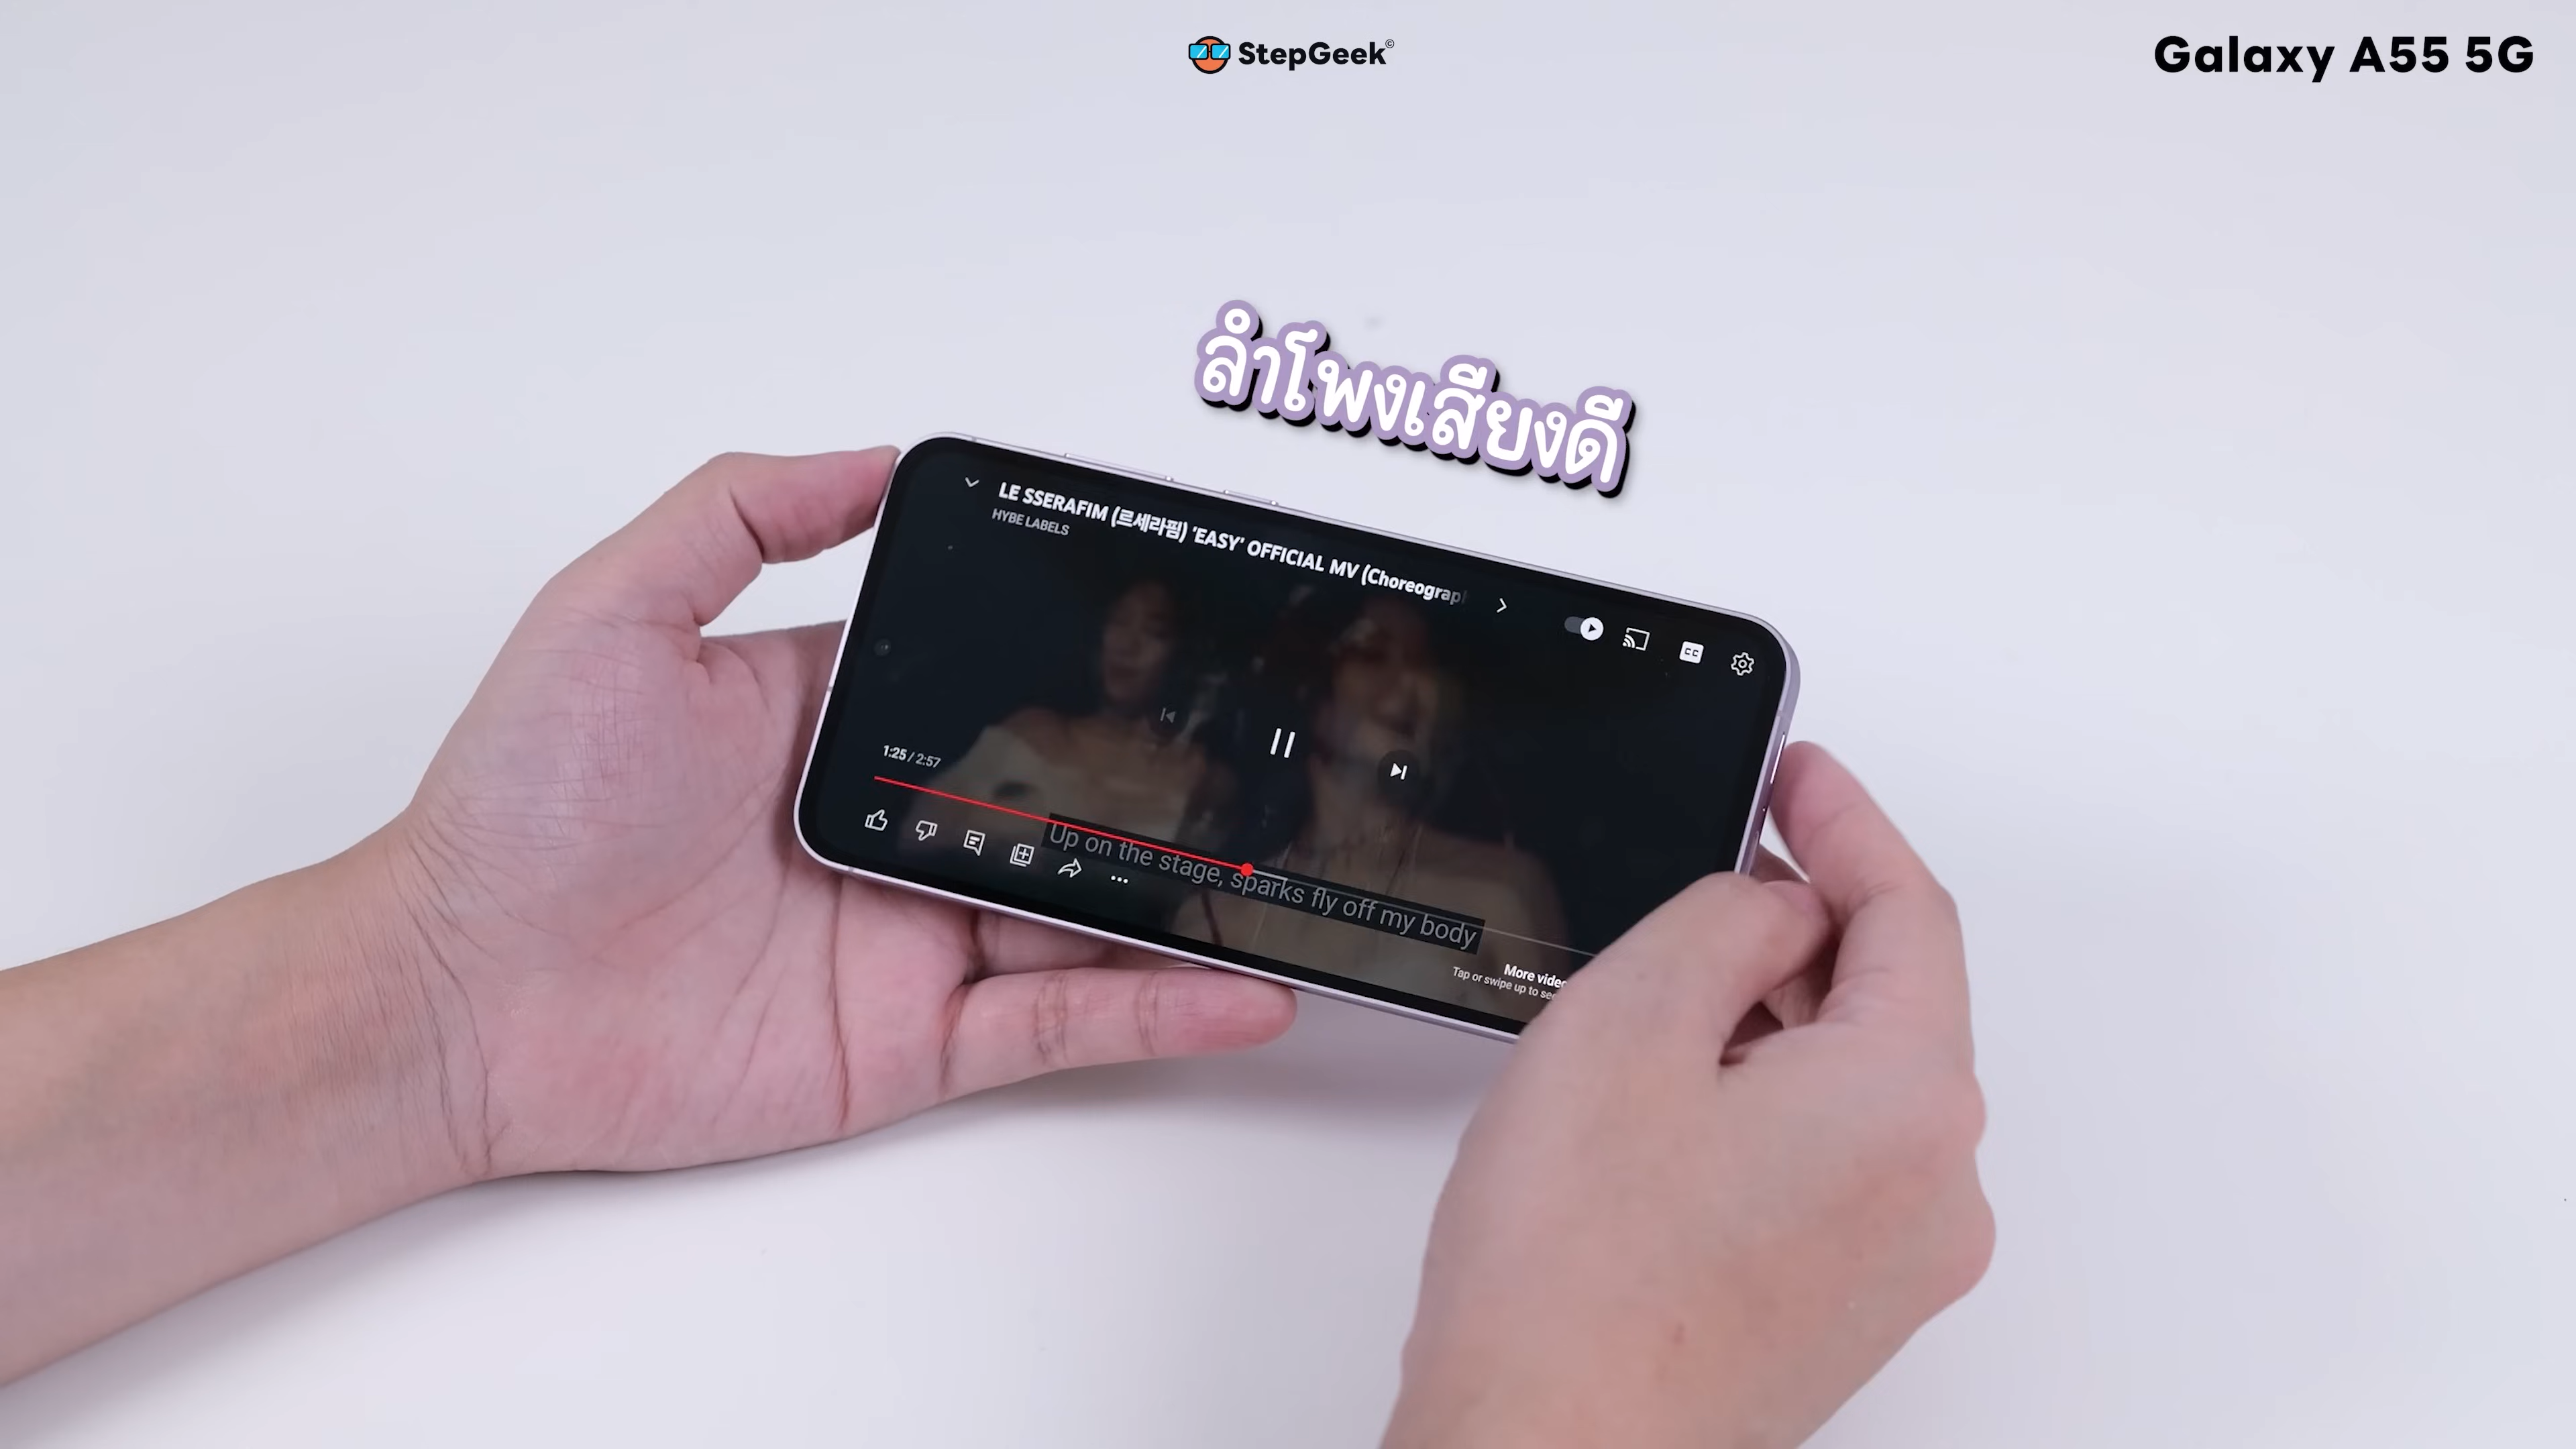 StepGeek©
Galaxy A55 5G
ลำโพงเสียงดี
LE SSERAFIM (르세라핌) 'EASY' OFFICIAL MV (Choreograp
HYBE LABELS
CC
1:25 / 2:57
Up on the stage, sparks fly off my body
More video
Tap or swipe up to see